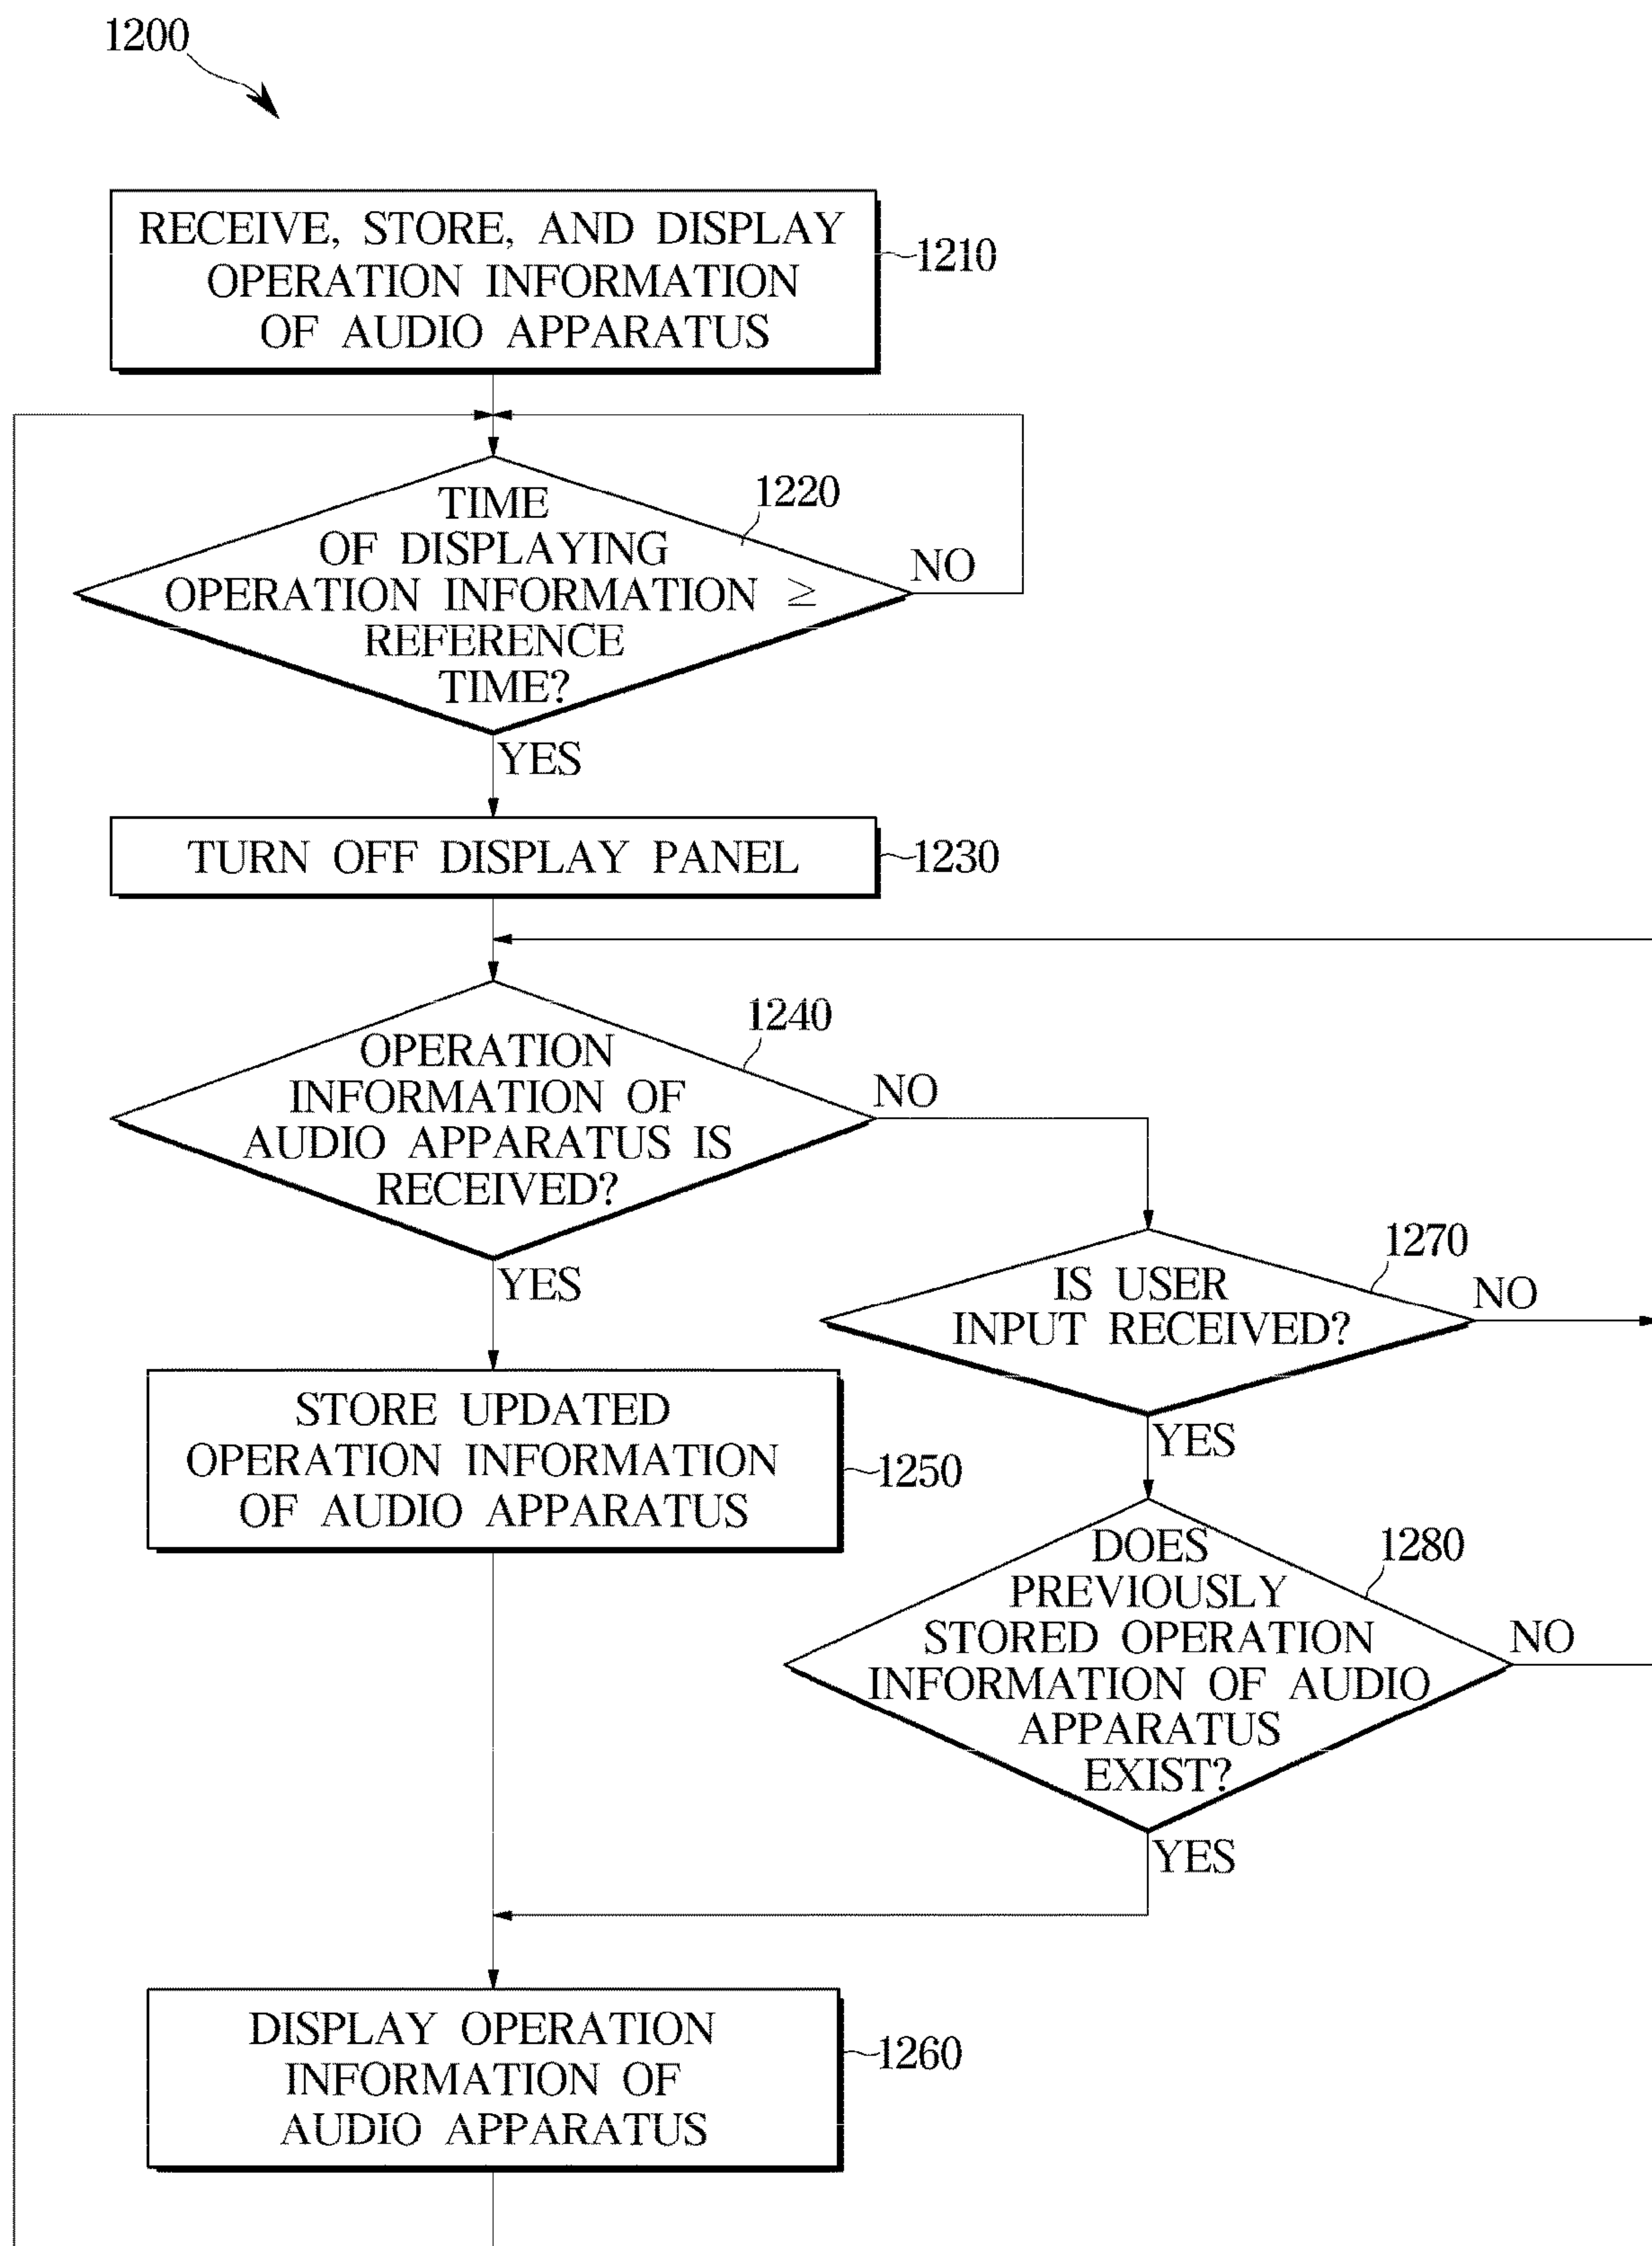 1200
RECEIVE, STORE, AND DISPLAY
OPERATION INFORMATION
OF AUDIO APPARATUS
1210
TIME
OF DISPLAYING
OPERATION INFORMATION ≥
REFERENCE
TIME?
1220
NO
YES
TURN OFF DISPLAY PANEL
1230
OPERATION
INFORMATION OF
AUDIO APPARATUS IS
RECEIVED?
1240
NO
YES
IS USER
INPUT RECEIVED?
1270
NO
YES
STORE UPDATED
OPERATION INFORMATION
OF AUDIO APPARATUS
1250
DOES
PREVIOUSLY
STORED OPERATION
INFORMATION OF AUDIO
APPARATUS
EXIST?
1280
NO
YES
DISPLAY OPERATION
INFORMATION OF
AUDIO APPARATUS
1260